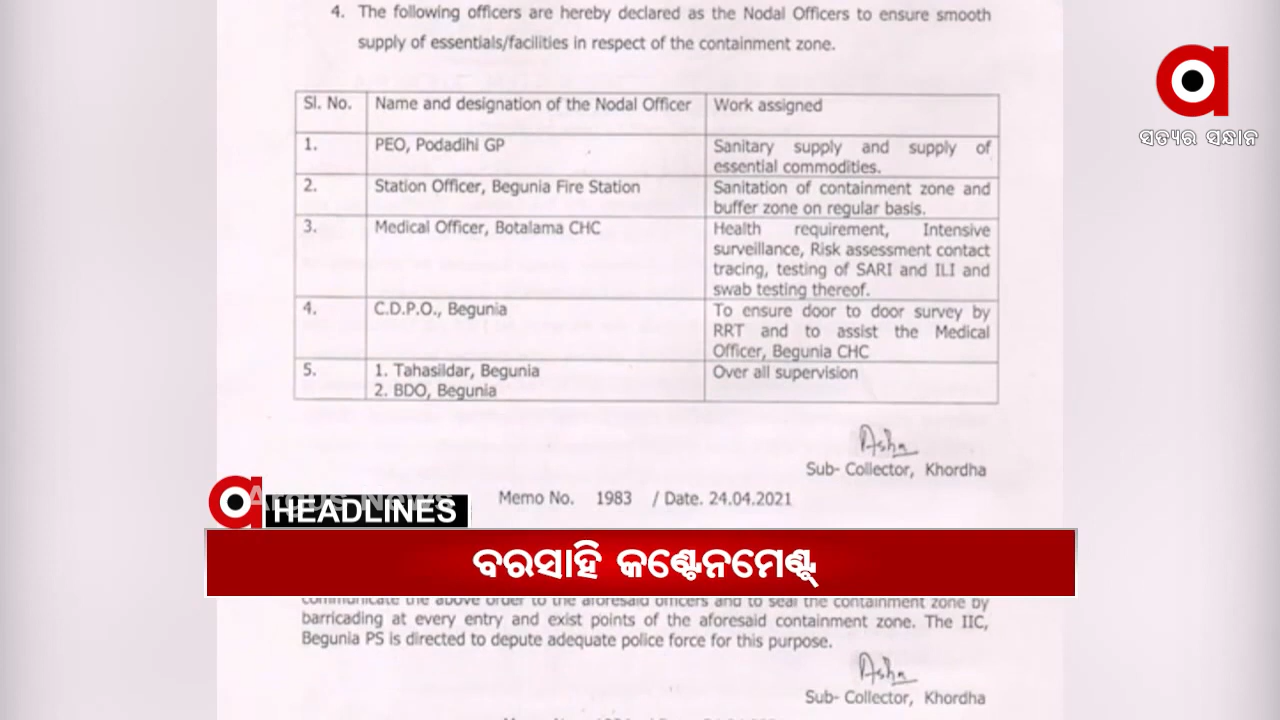 4. The following officers are hereby declared as the Nodal Officers to ensure smooth
supply of essentials/facilities in respect of the containment zone.
ସତ୍ୟର ସନ୍ଧାନ
Sl. No. Name and designation of the Nodal Officer Work assigned
1. PEO, Podadihi GP Sanitary supply and supply of
essential commodities.
2. Station Officer, Begunia Fire Station Sanitation of containment zone and
buffer zone on regular basis.
3. Medical Officer, Botalama CHC Health requirement, Intensive
surveillance, Risk assessment contact
tracing, testing of SARI and ILI and
swab testing thereof.
4. C.D.P.O., Begunia To ensure door to door survey by
RRT and to assist the Medical
Officer, Begunia CHC
5. 1. Tahasildar, Begunia Over all supervision
2. BDO, Begunia
Asha
Sub- Collector, Khordha
Memo No. 1983 / Date. 24.04.2021
Argus News
HEADLINES
ବରସାହି କଣ୍ଟେନମେଣ୍ଟ୍
communicate the above order to the aforesaid officers and to seal the containment zone by
barricading at every entry and exist points of the aforesaid containment zone. The IIC,
Begunia PS is directed to depute adequate police force for this purpose.
Asha
Sub- Collector, Khordha